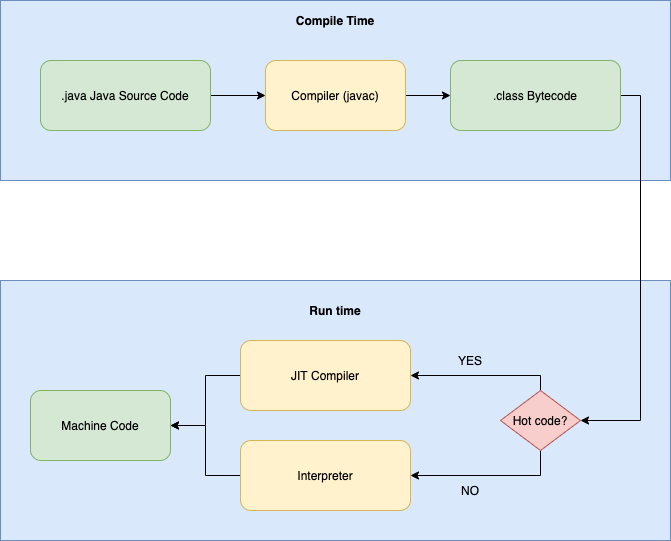 Compile Time
.java Java Source Code
Compiler (javac)
.class Bytecode
Run time
JIT Compiler
YES
Machine Code
Hot code?
Interpreter
NO